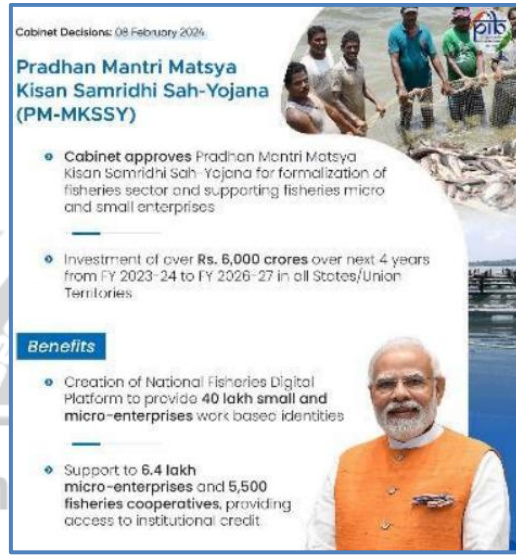 Cabinet Decisions: 08 February 2024
pib
Pradhan Mantri Matsya
Kisan Samridhi Sah-Yojana
(PM-MKSSY)
Cabinet approves Pradhan Mantri Matsya
Kisan Samridhi Sah-Yojana for formalization of
fisheries sector and supporting fisheries micro
and small enterprises
Investment of over Rs. 6,000 crores over next 4 years
from FY 2023-24 to FY 2026-27 in all States/Union
Territories
Benefits
Creation of National Fisheries Digital
Platform to provide 40 lakh small and
micro-enterprises work based identities
Support to 6.4 lakh
micro-enterprises and 5,500
fisheries cooperatives, providing
access to institutional credit